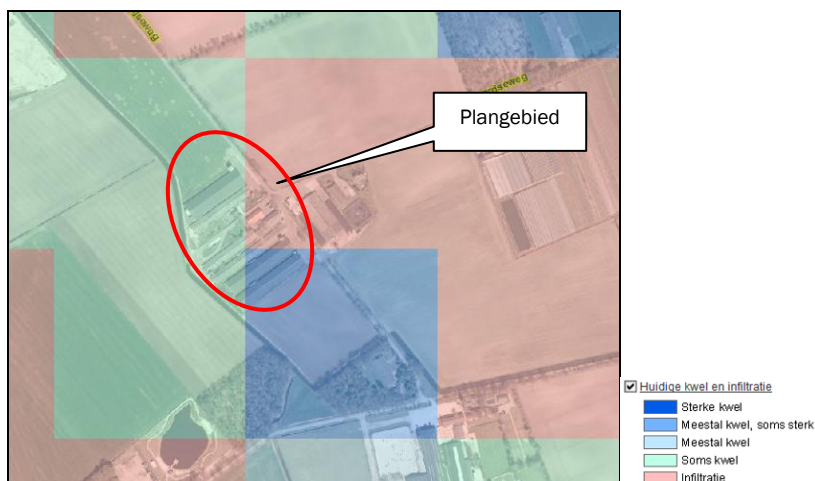 Plangebied
Huidige kwel en infiltratie
Sterke kwel
Meestal kwel, soms sterk
Meestal kwel
Soms kwel
Infiltratie